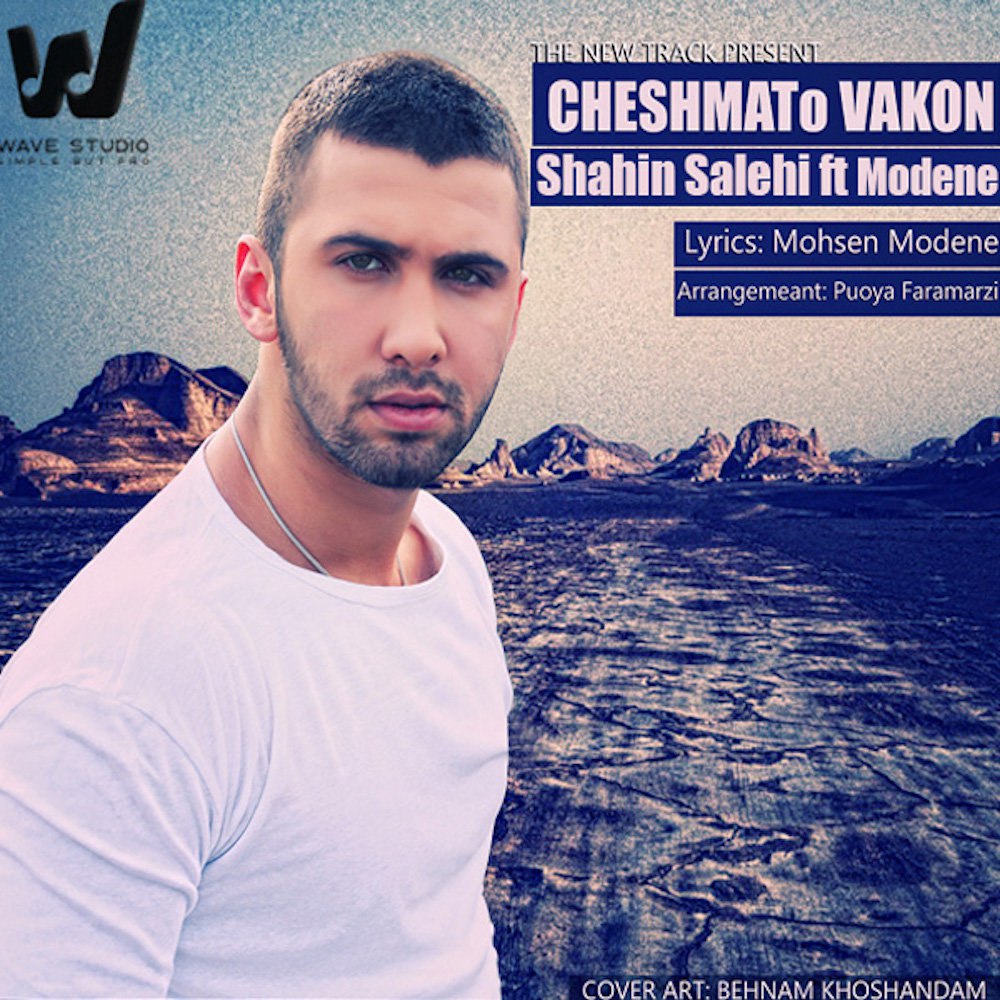 WAVE STUDIO
SIMPLE BUT PRO
THE NEW TRACK PRESENT
CHESHMATo VAKON
Shahin Salehi ft Modene
Lyrics: Mohsen Modene
Arrangemeant: Puoya Faramarzi
COVER ART: BEHNAM KHOSHANDAM